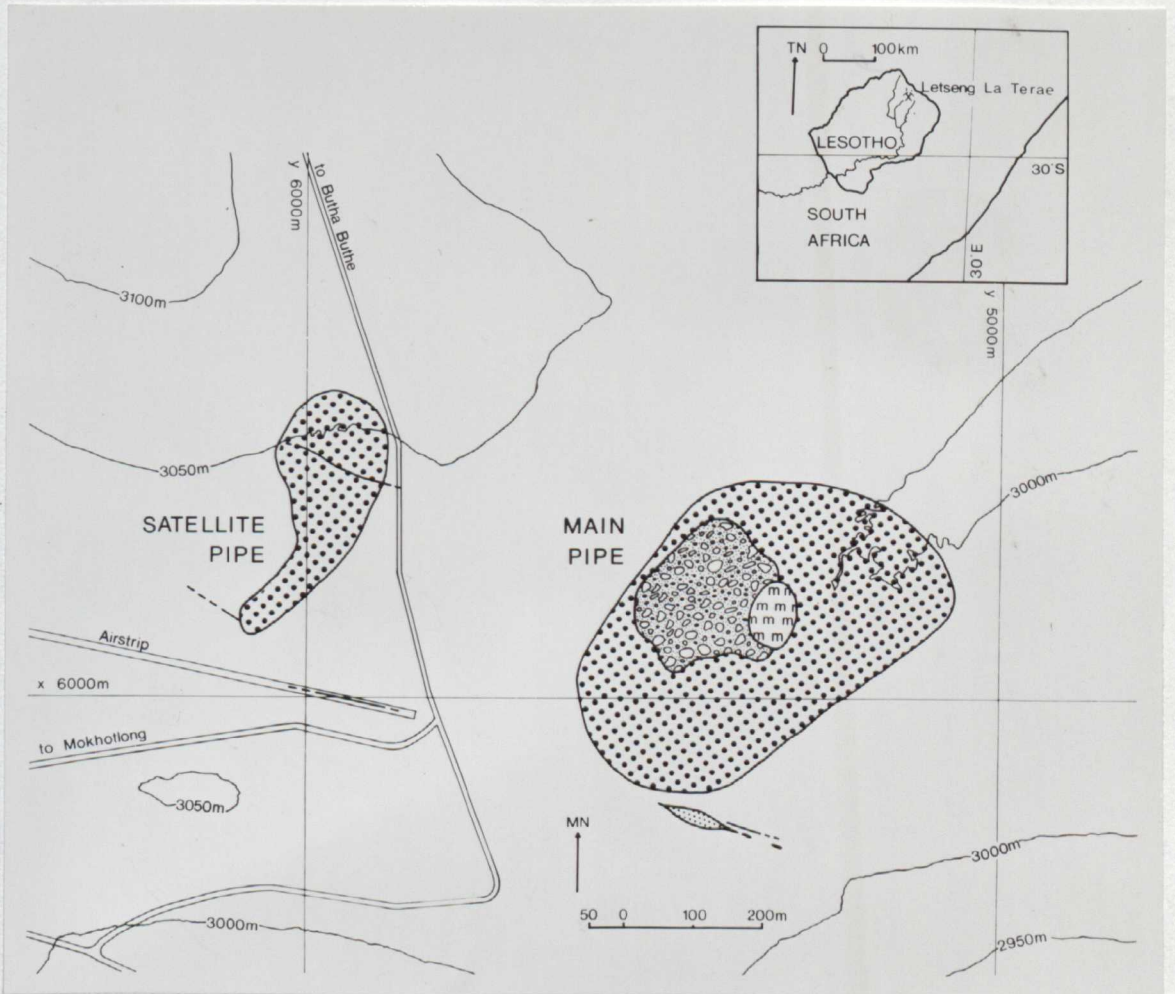 TN 0 100km
Letseng La Terae
LESOTHO
30°S
SOUTH
AFRICA
30°E
y 6000m
to Butha Buthe
y 5000m
3100m
3050m
3000m
SATELLITE
PIPE
MAIN
PIPE
m m
m m m
m m m
m m
Airstrip
x 6000m
to Mokhotlong
3050m
MN
3000m
50 0 100 200m
3000m
2950m